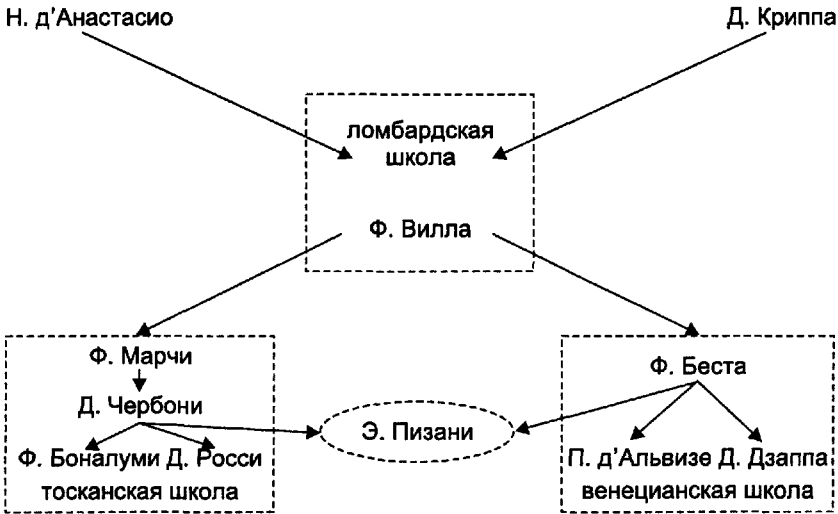 Н. д’Анастасио
Д. Криппа
ломбардская
школа
Ф. Вилла
Ф. Марчи
Д. Чербони
Ф. Боналуми Д. Росси
тосканская школа
Э. Пизани
Ф. Беста
П. д’Альвизе Д. Дзаппа
венецианская школа